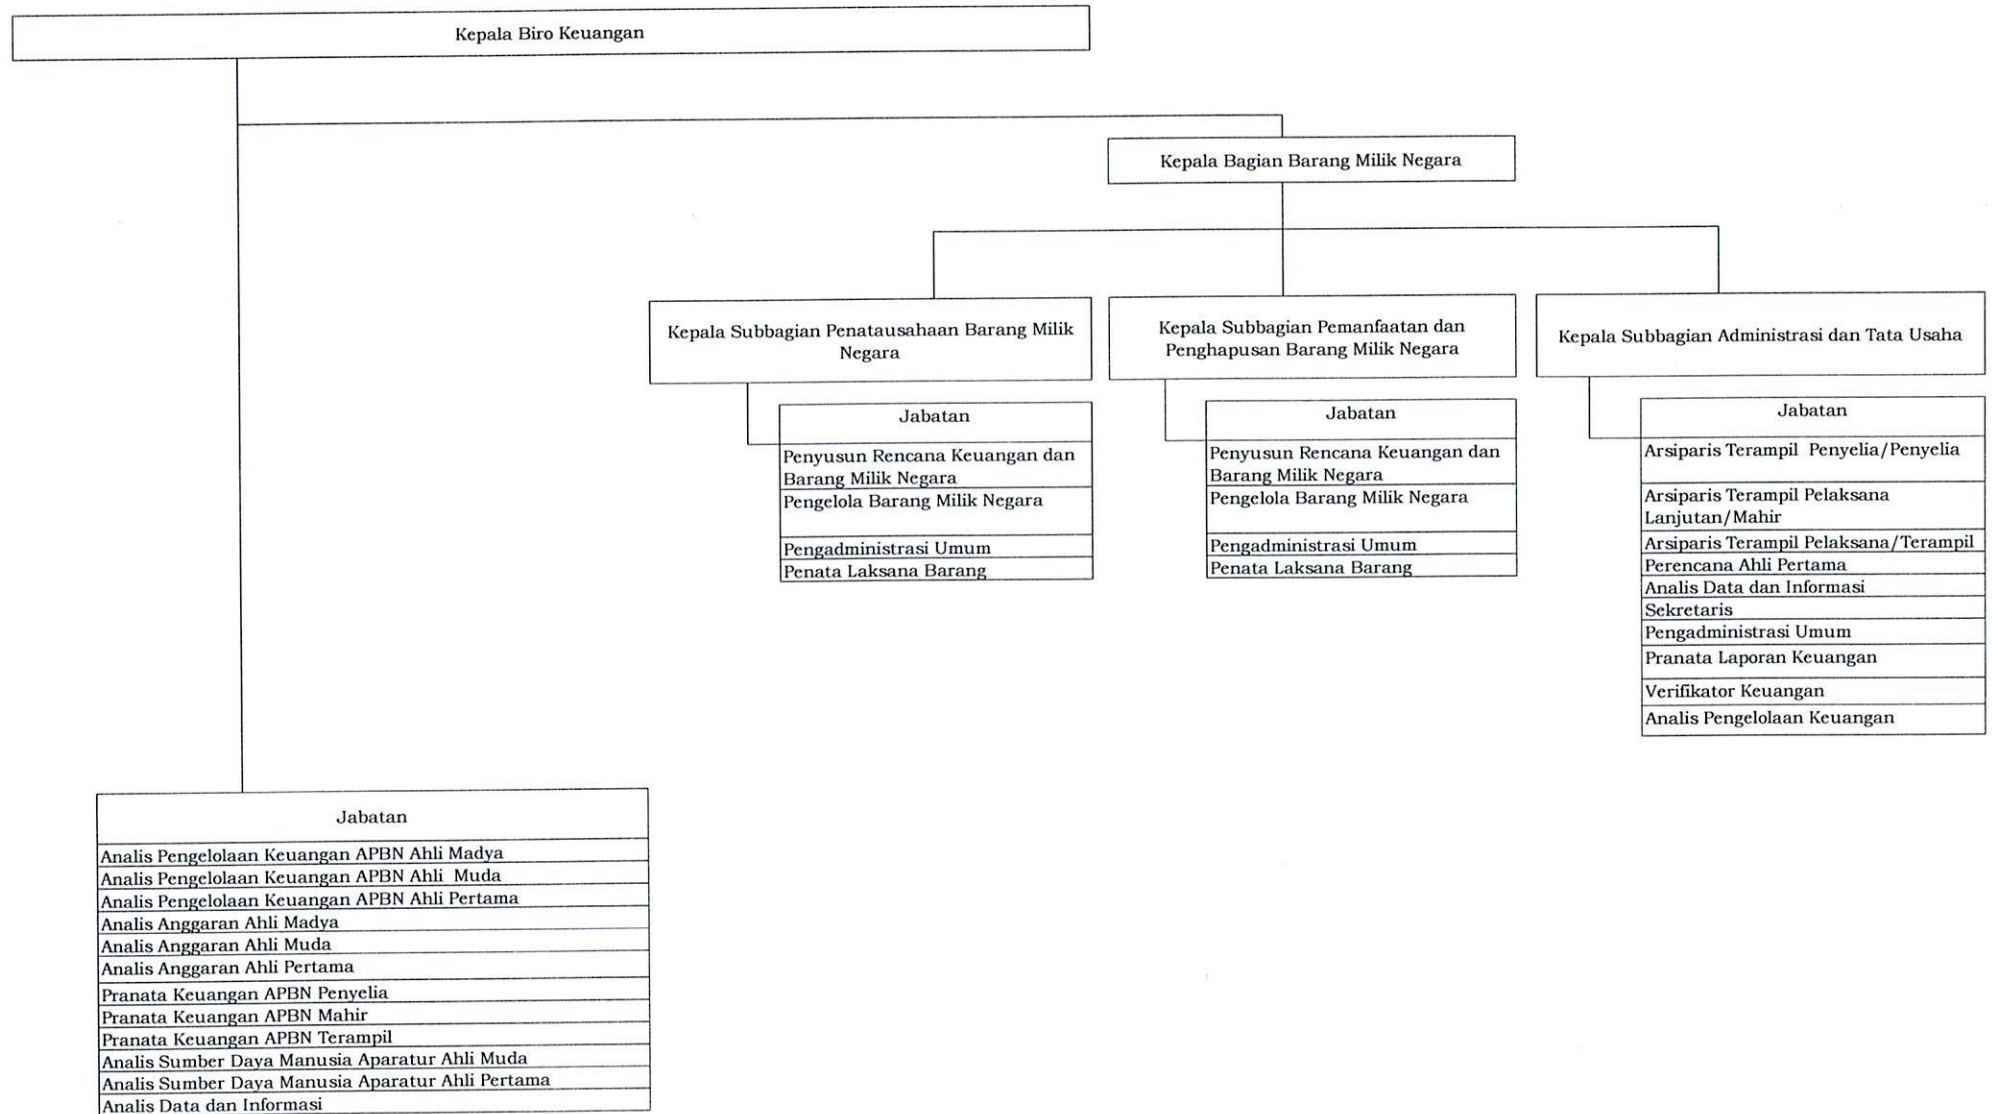 Kepala Biro Keuangan
Kepala Bagian Barang Milik Negara
Kepala Subbagian Penatausahaan Barang Milik
Negara
Kepala Subbagian Pemanfaatan dan
Penghapusan Barang Milik Negara
Kepala Subbagian Administrasi dan Tata Usaha
Jabatan
Penyusun Rencana Keuangan dan
Barang Milik Negara
Pengelola Barang Milik Negara
Pengadministrasi Umum
Penata Laksana Barang
Jabatan
Penyusun Rencana Keuangan dan
Barang Milik Negara
Pengelola Barang Milik Negara
Pengadministrasi Umum
Penata Laksana Barang
Jabatan
Arsiparis Terampil  Penyelia/Penyelia
Arsiparis Terampil Pelaksana
Lanjutan/Mahir
Arsiparis Terampil Pelaksana/Terampil
Perencana Ahli Pertama
Analis Data dan Informasi
Sekretaris
Pengadministrasi Umum
Pranata Laporan Keuangan
Verifikator Keuangan
Analis Pengelolaan Keuangan
Jabatan
Analis Pengelolaan Keuangan APBN Ahli Madya
Analis Pengelolaan Keuangan APBN Ahli  Muda
Analis Pengelolaan Keuangan APBN Ahli Pertama
Analis Anggaran Ahli Madya
Analis Anggaran Ahli Muda
Analis Anggaran Ahli Pertama
Pranata Keuangan APBN Penyelia
Pranata Keuangan APBN Mahir
Pranata Keuangan APBN Terampil
Analis Sumber Daya Manusia Aparatur Ahli Muda
Analis Sumber Daya Manusia Aparatur Ahli Pertama
Analis Data dan Informasi